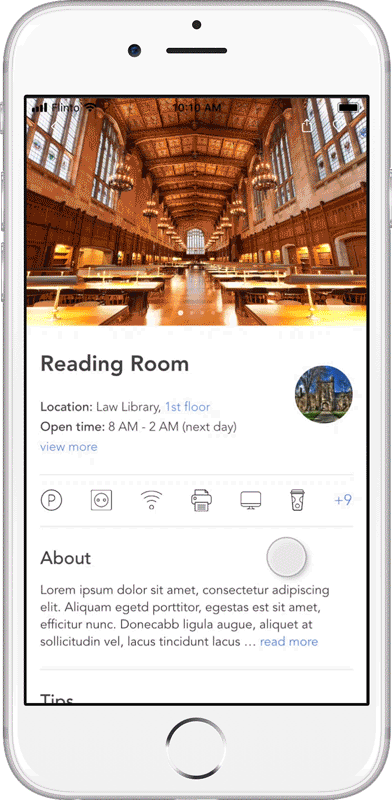 Flinto
10:10 AM
Reading Room
Location: Law Library, 1st floor
Open time: 8 AM - 2 AM (next day)
view more
P
+9
About
Lorem ipsum dolor sit amet, consectetur adipiscing
elit. Aliquam egetd porttitor, egestas est sit amet,
efficitur nunc. Donecabb ligula augue, aliquet at
sollicitudin vel, lacus tincidunt lacus ... read more
Tips